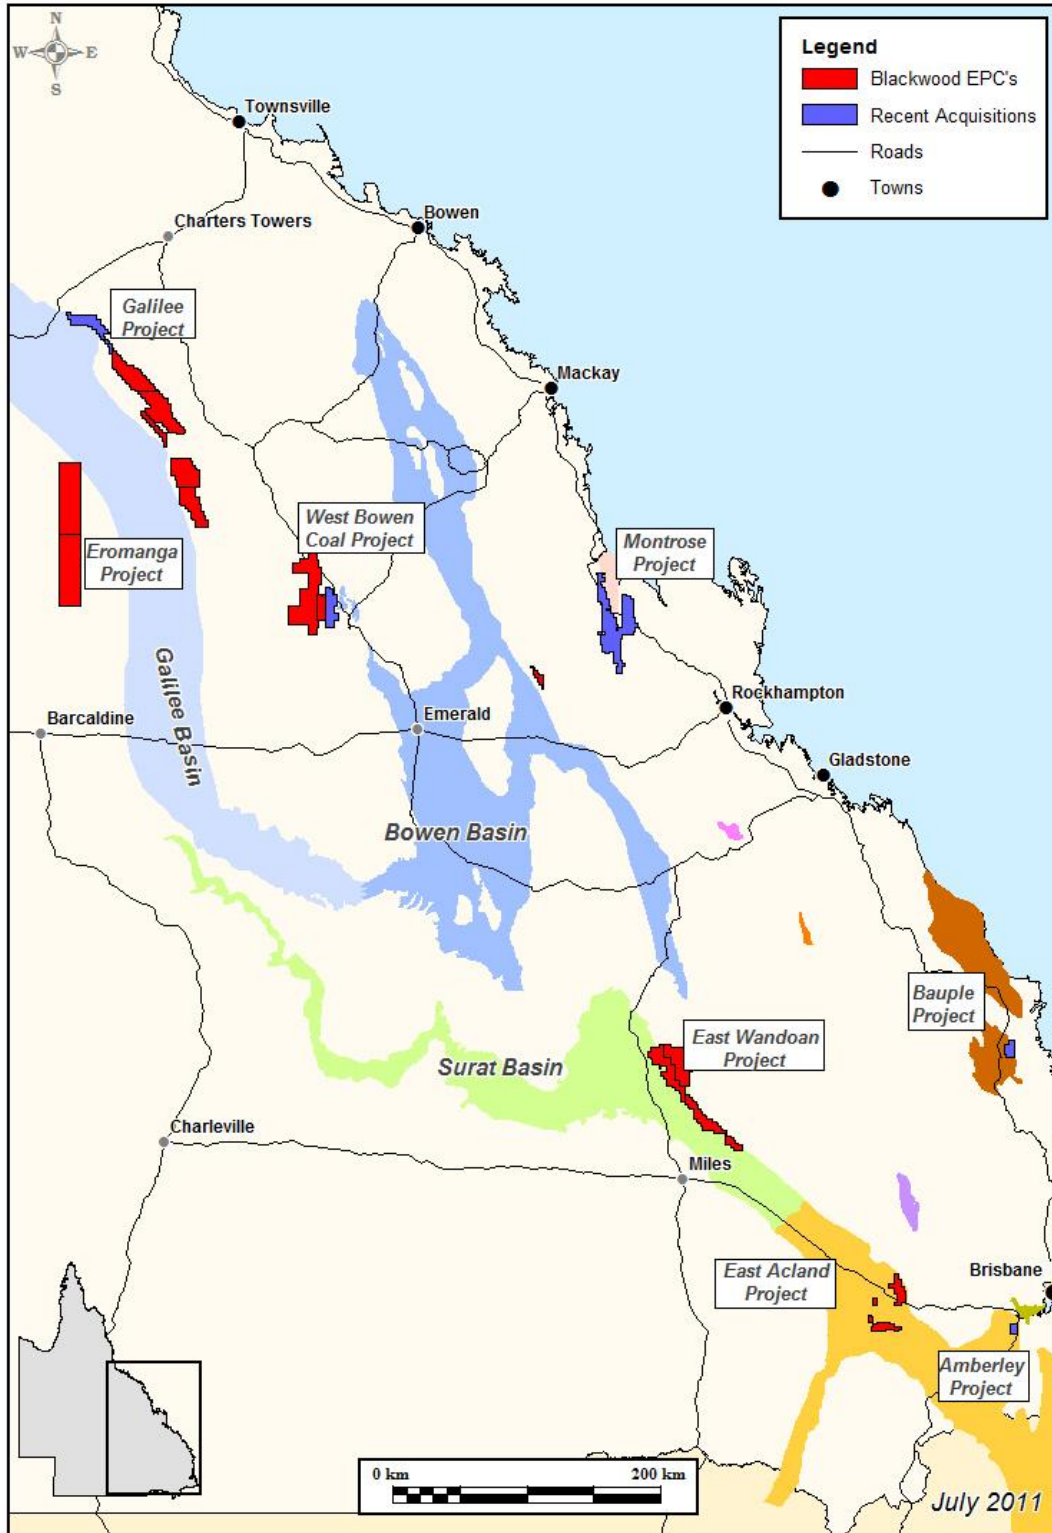 N
W
E
S
Legend
Blackwood EPC's
Recent Acquisitions
Roads
Towns
Townsville
Bowen
Charters Towers
Galilee
Project
Mackay
West Bowen
Coal Project
Montrose
Project
Eromanga
Project
Galilee Basin
Barcaldine
Emerald
Rockhampton
Gladstone
Bowen Basin
Bauple
Project
East Wandoan
Project
Surat Basin
Charleville
Miles
East Acland
Project
Brisbane
Amberley
Project
0 km
200 km
July 2011